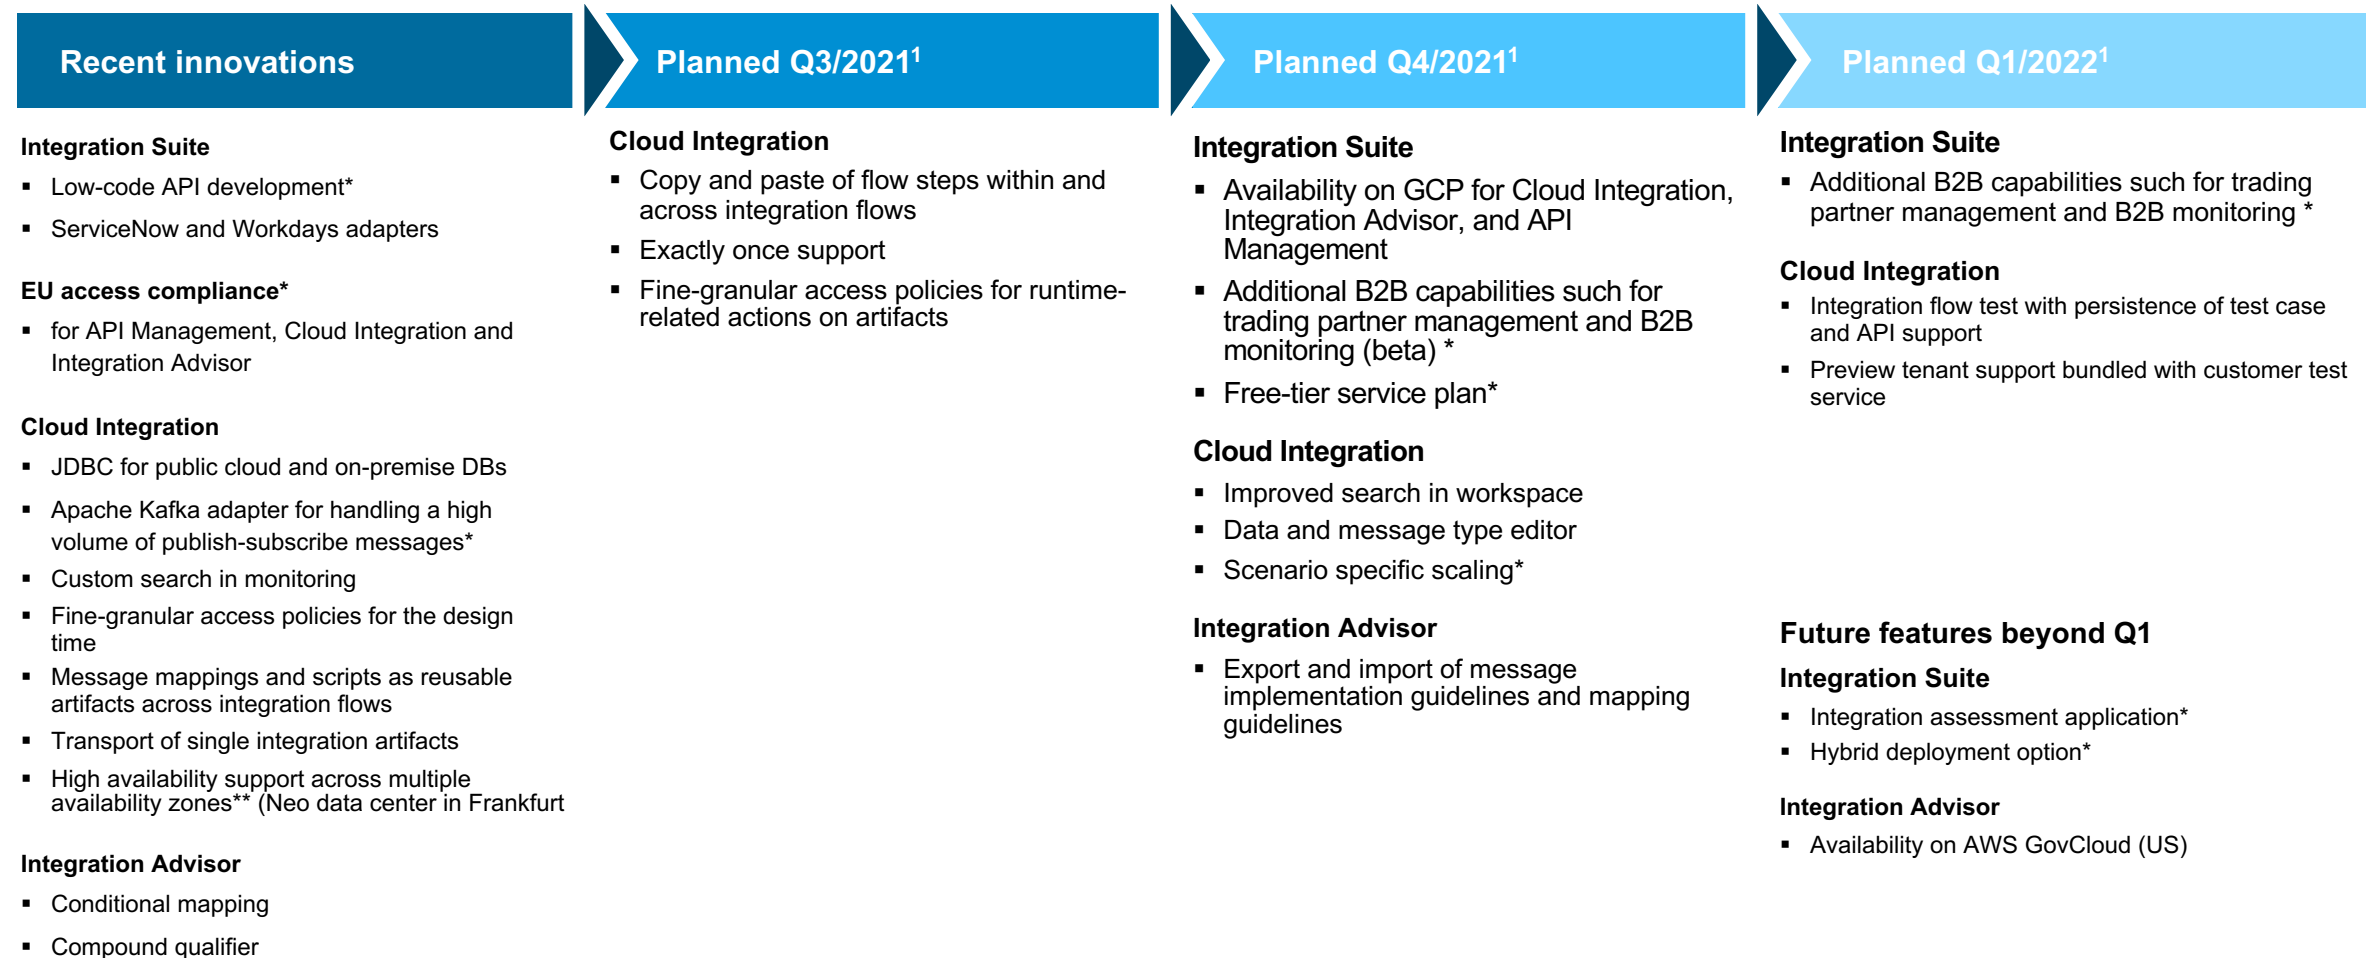 Recent innovations
Integration Suite
▪ Low-code API development*
▪ ServiceNow and Workdays adapters
EU access compliance*
▪ for API Management, Cloud Integration and
Integration Advisor
Cloud Integration
▪ JDBC for public cloud and on-premise DBs
▪ Apache Kafka adapter for handling a high
volume of publish-subscribe messages*
▪ Custom search in monitoring
▪ Fine-granular access policies for the design
time
▪ Message mappings and scripts as reusable
artifacts across integration flows
▪ Transport of single integration artifacts
▪ High availability support across multiple
availability zones** (Neo data center in Frankfurt
Integration Advisor
▪ Conditional mapping
▪ Compound qualifier
Planned Q3/2021¹
Cloud Integration
▪ Copy and paste of flow steps within and
across integration flows
▪ Exactly once support
▪ Fine-granular access policies for runtime-
related actions on artifacts
Planned Q4/2021¹
Integration Suite
▪ Availability on GCP for Cloud Integration,
Integration Advisor, and API
Management
▪ Additional B2B capabilities such for
trading partner management and B2B
monitoring (beta) *
▪ Free-tier service plan*
Cloud Integration
▪ Improved search in workspace
▪ Data and message type editor
▪ Scenario specific scaling*
Integration Advisor
▪ Export and import of message
implementation guidelines and mapping
guidelines
Planned Q1/2022¹
Integration Suite
▪ Additional B2B capabilities such for trading
partner management and B2B monitoring *
Cloud Integration
▪ Integration flow test with persistence of test case
and API support
▪ Preview tenant support bundled with customer test
service
Future features beyond Q1
Integration Suite
▪ Integration assessment application*
▪ Hybrid deployment option*
Integration Advisor
▪ Availability on AWS GovCloud (US)